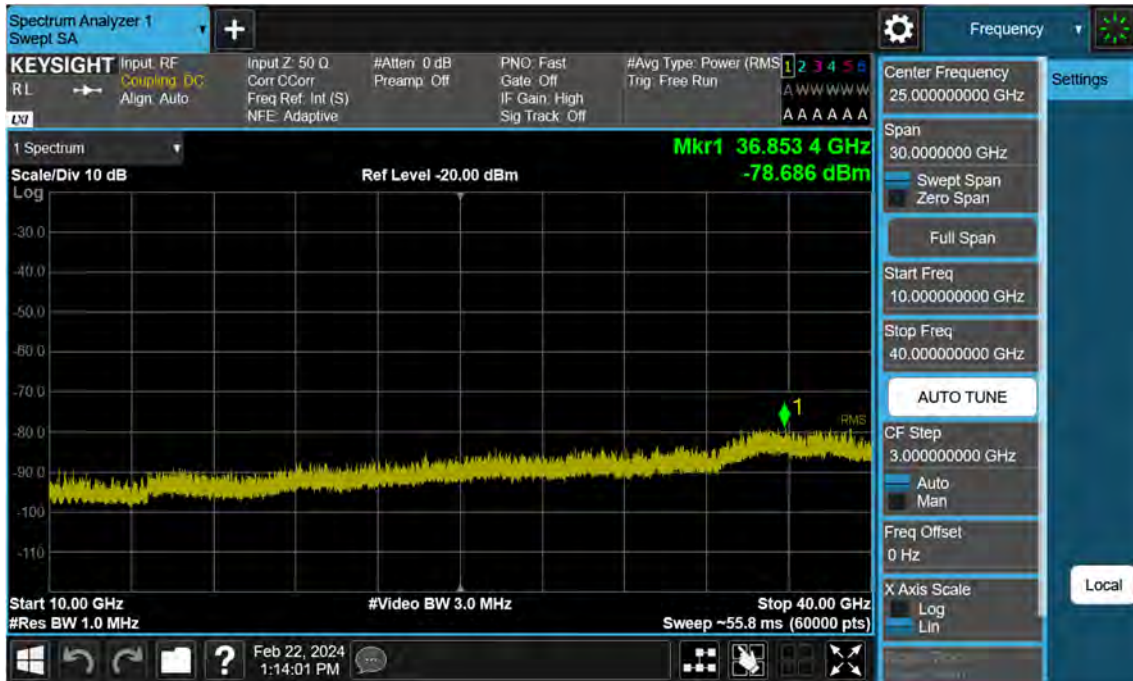 Spectrum Analyzer 1
Swept SA
+
Frequency
KEYSIGHT
RL
LXI
Input: RF
Coupling: DC
Align: Auto
Input Z: 50 Ω
Corr CCorr
Freq Ref: Int (S)
NFE: Adaptive
#Atten: 0 dB
Preamp: Off
PNO: Fast
Gate: Off
IF Gain: High
Sig Track: Off
#Avg Type: Power (RMS
Trig: Free Run
1 2 3 4 5 6
A W W W W W
A A A A A A
1 Spectrum
Scale/Div 10 dB
Ref Level -20.00 dBm
Mkr1 36.853 4 GHz
-78.686 dBm
Log
-30.0
-40.0
-50.0
-60.0
-70.0
-80.0
-90.0
-100
-110
1
RMS
Start 10.00 GHz
#Video BW 3.0 MHz
Stop 40.00 GHz
#Res BW 1.0 MHz
Sweep ~55.8 ms (60000 pts)
Center Frequency
25.000000000 GHz
Span
30.0000000 GHz
Swept Span
Zero Span
Full Span
Start Freq
10.000000000 GHz
Stop Freq
40.000000000 GHz
AUTO TUNE
CF Step
3.000000000 GHz
Auto
Man
Freq Offset
0 Hz
X Axis Scale
Log
Lin
Settings
Local
?
Feb 22, 2024
1:14:01 PM